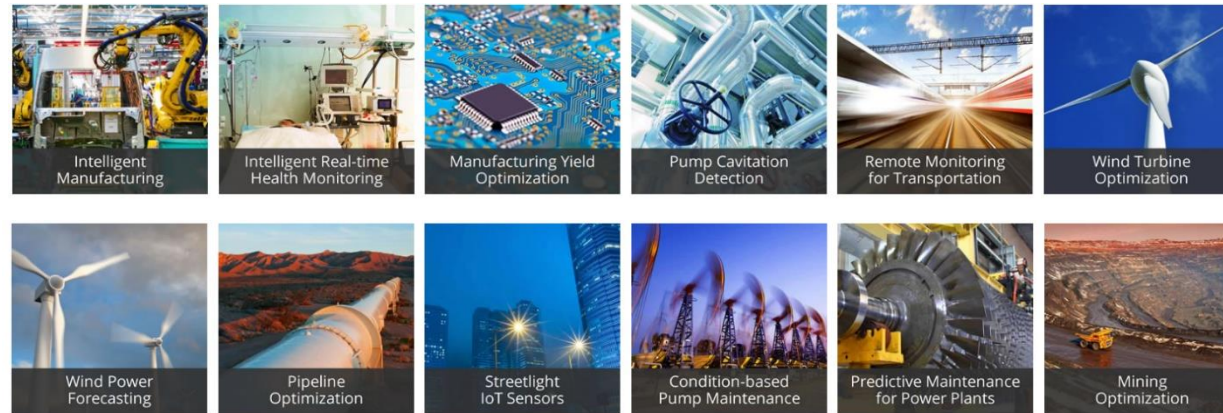 Intelligent
Manufacturing
Intelligent Real-time
Health Monitoring
Manufacturing Yield
Optimization
Pump Cavitation
Detection
Remote Monitoring
for Transportation
Wind Turbine
Optimization
Wind Power
Forecasting
Pipeline
Optimization
Streetlight
IoT Sensors
Condition-based
Pump Maintenance
Predictive Maintenance
for Power Plants
Mining
Optimization